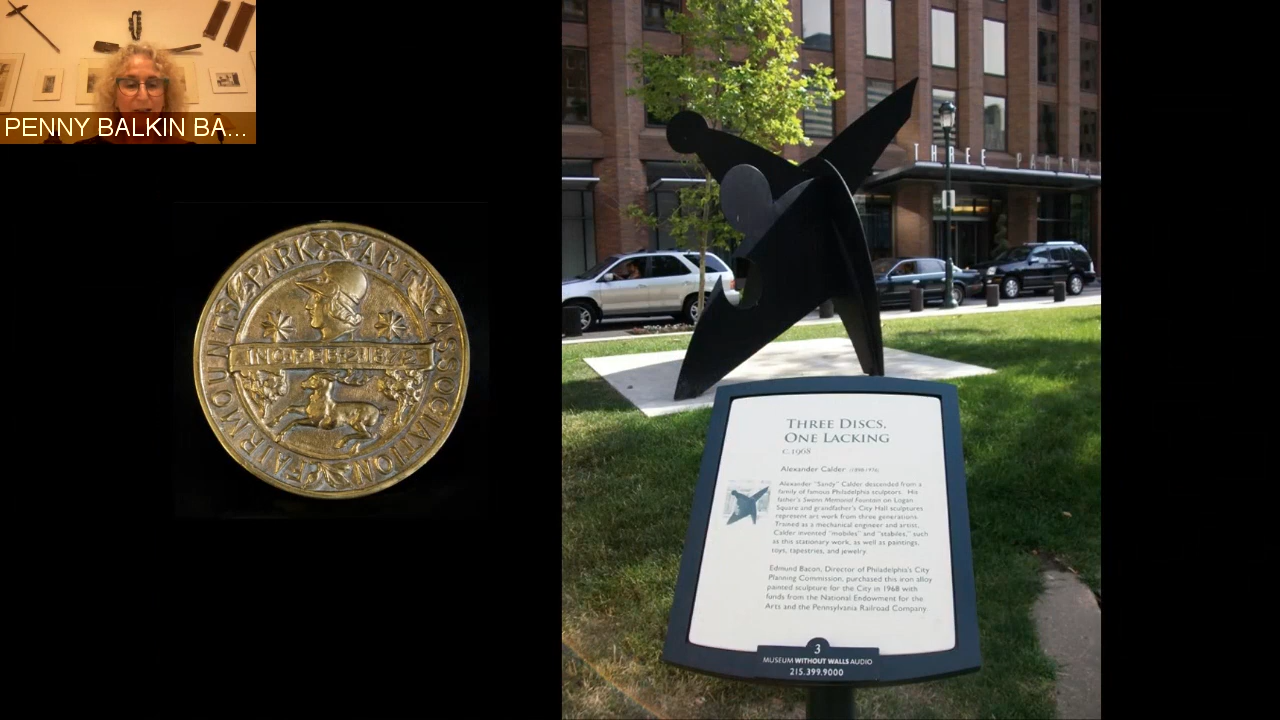 PENNY BALKIN BA...
FAIRMOUNT PARK ART ASSOCIATION
THREE PARKWAY
THREE DISCS,
ONE LACKING
c. 1968
Alexander Calder (1898-1976)
Alexander "Sandy" Calder descended from a
family of famous Philadelphia sculptors. His
father's Swann Memorial Fountain on Logan
Square and grandfather's City Hall sculptures
represent art work from three generations.
Trained as a mechanical engineer and artist,
Calder invented "mobiles" and "stabiles," such
as this stationary work, as well as paintings,
toys, tapestries, and jewelry.
Edmund Bacon, Director of Philadelphia's City
Planning Commission, purchased this iron alloy
painted sculpture for the City in 1968 with
funds from the National Endowment for the
Arts and the Pennsylvania Railroad Company.
3
MUSEUM WITHOUT WALLS AUDIO
215.399.9000